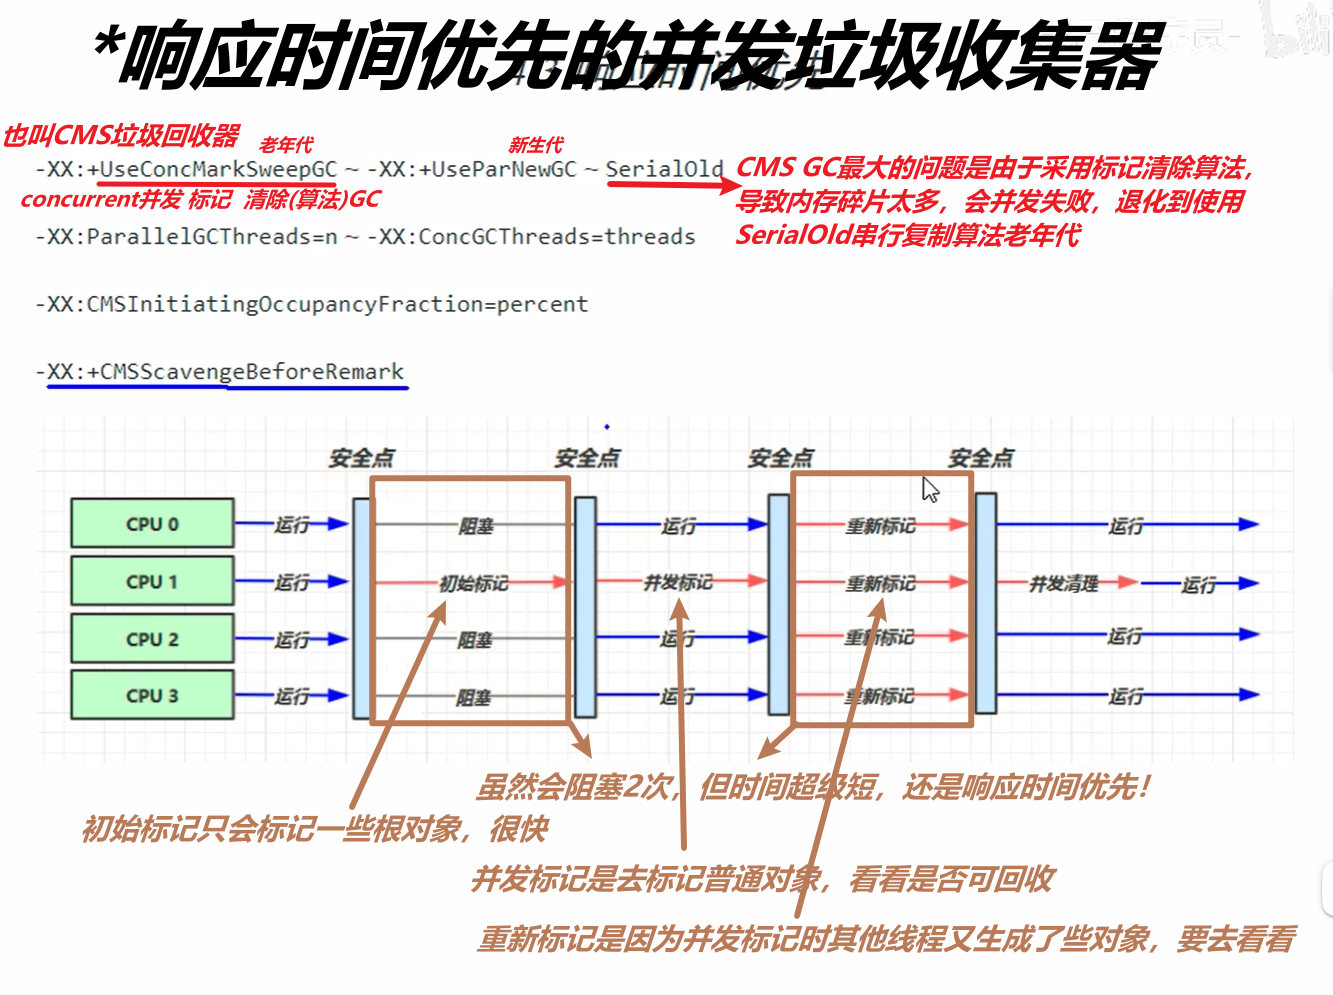 *响应时间优先的并发垃圾收集器
也叫CMS垃圾回收器
老年代
新生代
-XX:+UseConcMarkSweepGC ~ -XX:+UseParNewGC ~ SerialOld
concurrent并发 标记 清除(算法)GC
CMS GC最大的问题是由于采用标记清除算法,
导致内存碎片太多，会并发失败，退化到使用
SerialOld串行复制算法老年代
-XX:ParallelGCThreads=n ~ -XX:ConcGCThreads=threads
-XX:CMSInitiatingOccupancyFraction=percent
-XX:+CMSScavengeBeforeRemark
安全点 安全点 安全点 安全点
CPU 0 运行 阻塞 运行 重新标记 运行
CPU 1 运行 初始标记 并发标记 重新标记 并发清理 运行
CPU 2 运行 阻塞 运行 重新标记 运行
CPU 3 运行 阻塞 运行 重新标记 运行
虽然会阻塞2次，但时间超级短，还是响应时间优先！
初始标记只会标记一些根对象，很快
并发标记是去标记普通对象，看看是否可回收
重新标记是因为并发标记时其他线程又生成了些对象，要去看看